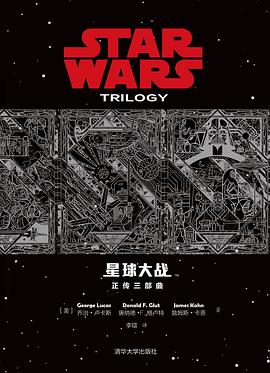 STAR
WARS
TRILOGY
星球大战
正传三部曲
[美] George Lucas Donald F. Glut James Kahn 著
乔治·卢卡斯 唐纳德·F.格卢特 詹姆斯·卡恩
李镭 译
清华大学出版社